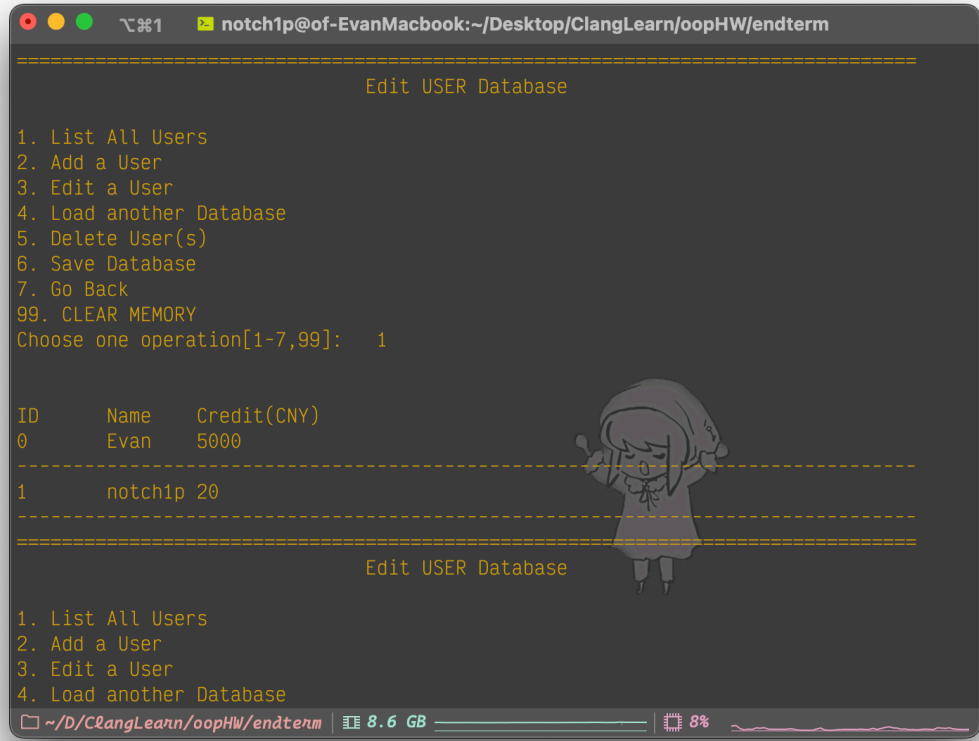 ⌥⌘1 notch1p@of-EvanMacbook:~/Desktop/ClangLearn/oopHW/endterm
================================================================================
Edit USER Database
1. List All Users
2. Add a User
3. Edit a User
4. Load another Database
5. Delete User(s)
6. Save Database
7. Go Back
99. CLEAR MEMORY
Choose one operation[1-7,99]: 1
ID Name Credit(CNY)
0 Evan 5000
--------------------------------------------------------------------------------
1 notch1p 20
--------------------------------------------------------------------------------
================================================================================
Edit USER Database
1. List All Users
2. Add a User
3. Edit a User
4. Load another Database
~/D/ClangLearn/oopHW/endterm 8.6 GB 8%